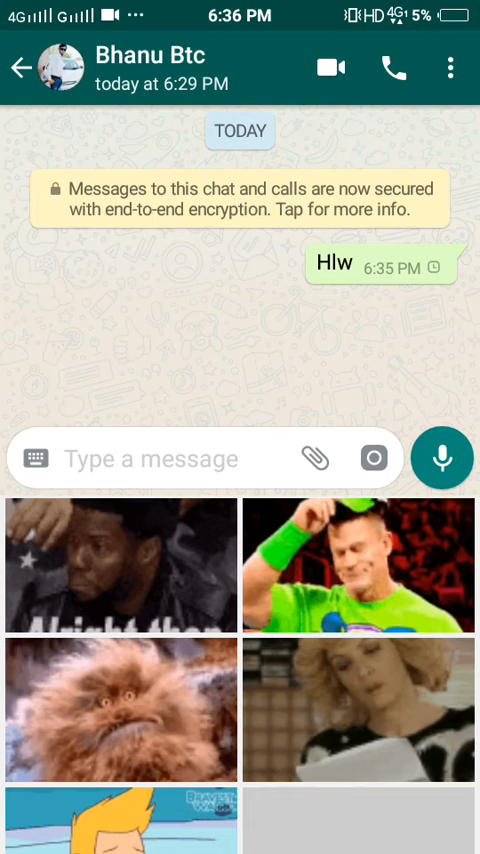 4G G 6:36 PM HD 4G 5%
Bhanu Btc
today at 6:29 PM
TODAY
Messages to this chat and calls are now secured
with end-to-end encryption. Tap for more info.
Hlw 6:35 PM
Type a message
Alright then